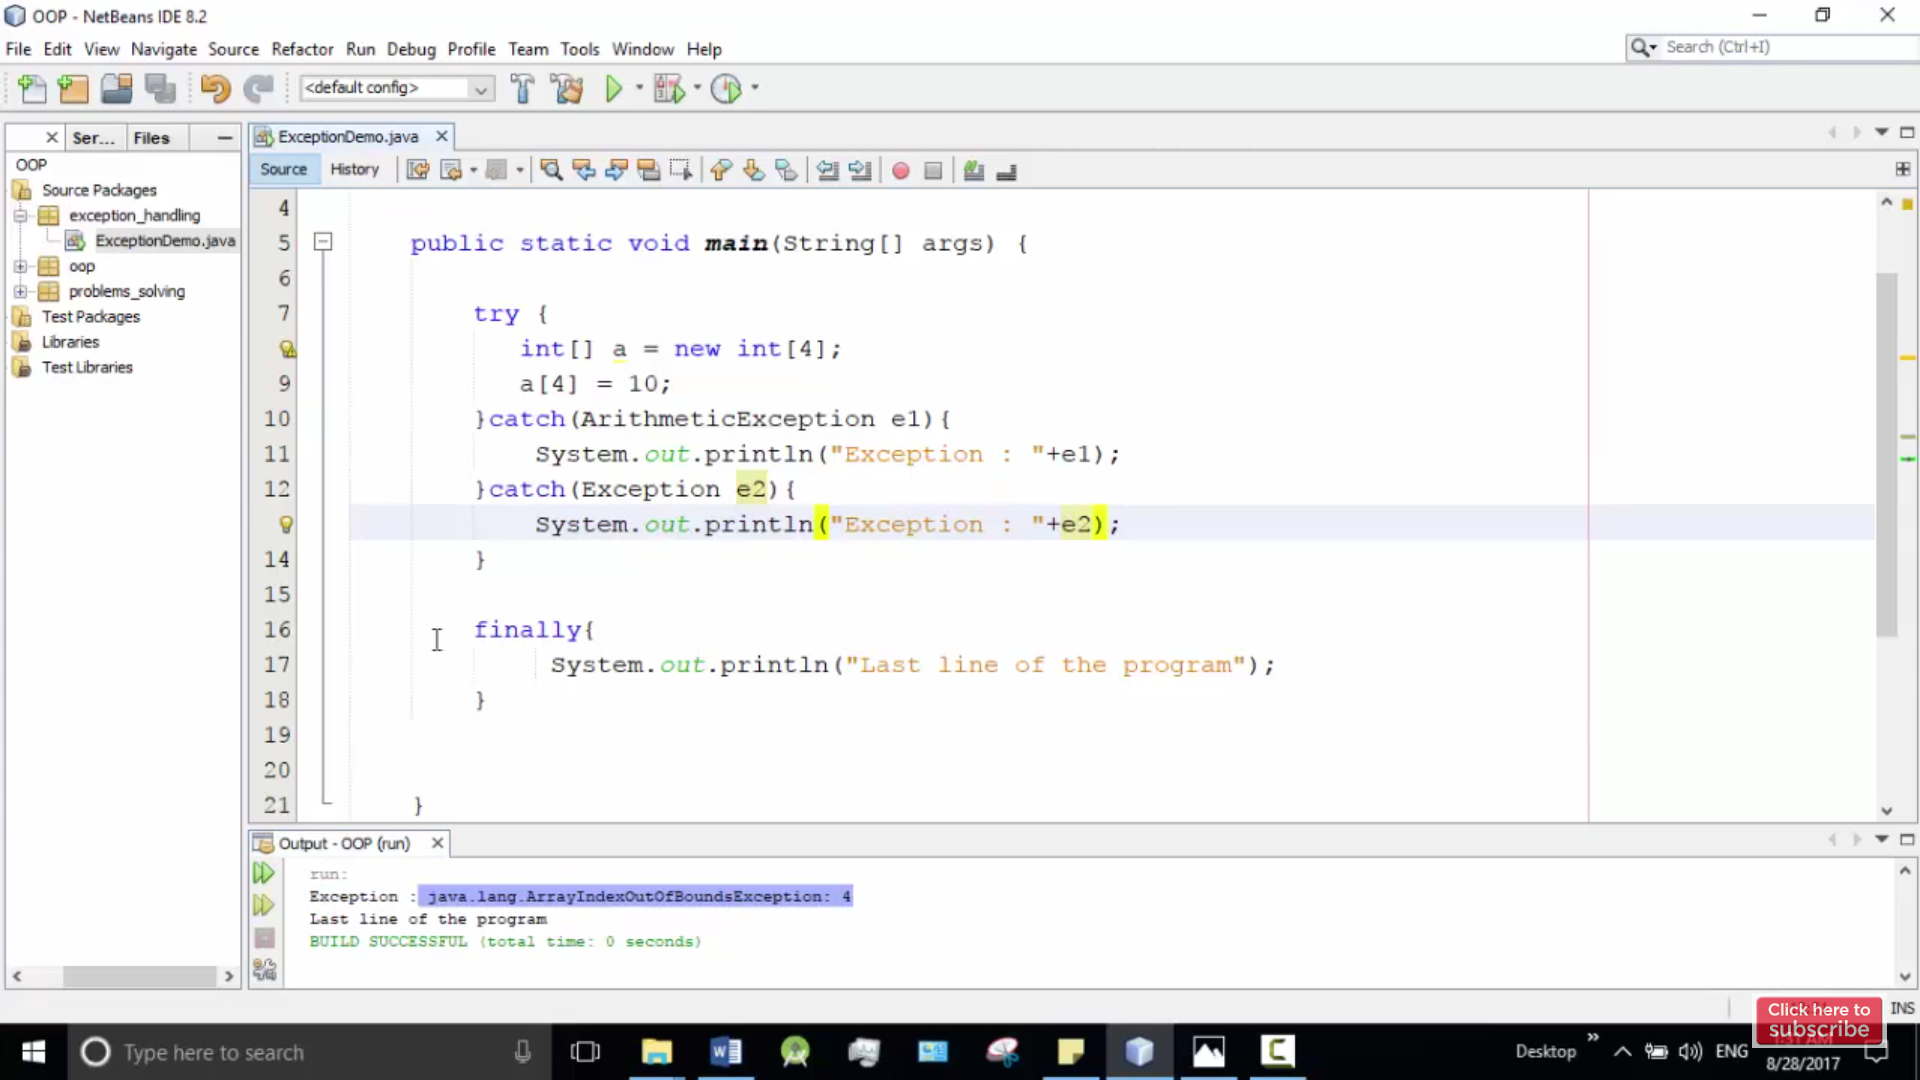 OOP - NetBeans IDE 8.2
File Edit View Navigate Source Refactor Run Debug Profile Team Tools Window Help
Search (Ctrl+I)
<default config>
Ser... Files
ExceptionDemo.java
OOP
Source History
Source Packages
exception_handling
ExceptionDemo.java
oop
problems_solving
Test Packages
Libraries
Test Libraries
4
5 public static void main(String[] args) {
6
7 try {
int[] a = new int[4];
9 a[4] = 10;
10 }catch(ArithmeticException e1){
11 System.out.println("Exception : "+e1);
12 }catch(Exception e2){
System.out.println("Exception : "+e2);
14 }
15
16 finally{
17 System.out.println("Last line of the program");
18 }
19
20
21 }
Output - OOP (run)
run:
Exception : java.lang.ArrayIndexOutOfBoundsException: 4
Last line of the program
BUILD SUCCESSFUL (total time: 0 seconds)
INS
Click here to
subscribe
Type here to search
Desktop
ENG
8/28/2017